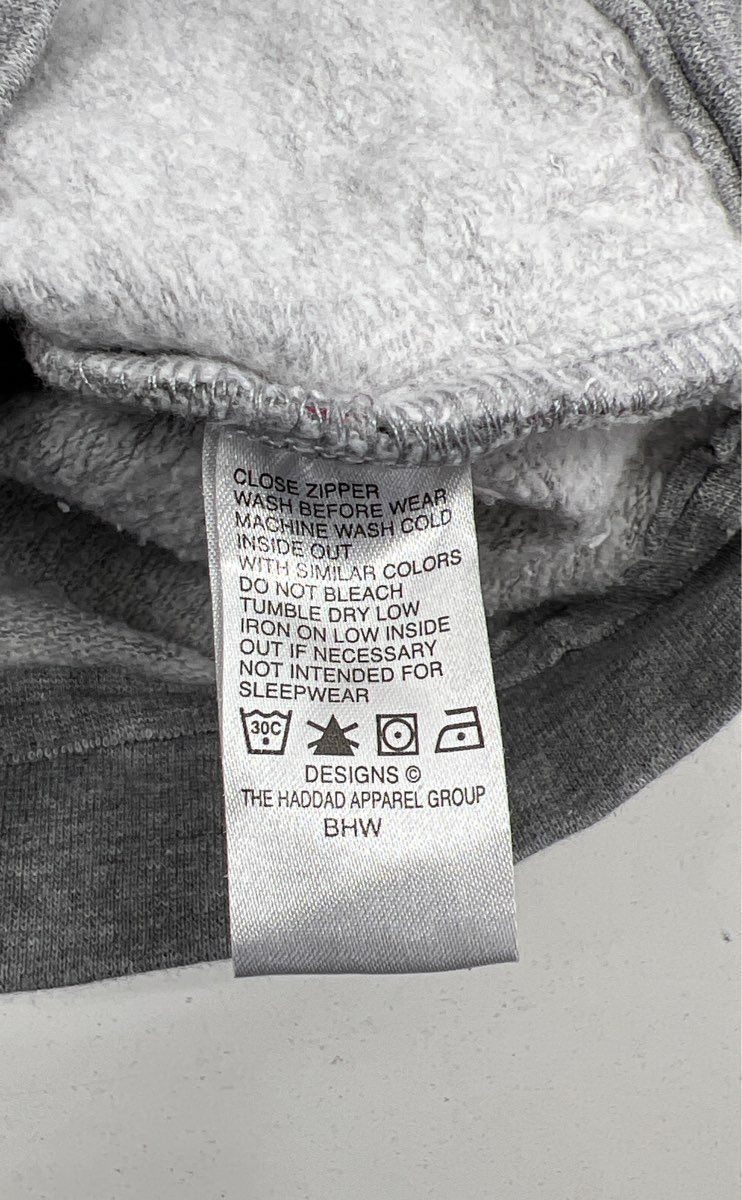 CLOSE ZIPPER
WASH BEFORE WEAR
MACHINE WASH COLD
INSIDE OUT
WITH SIMILAR COLORS
DO NOT BLEACH
TUMBLE DRY LOW
IRON ON LOW INSIDE
OUT IF NECESSARY
NOT INTENDED FOR
SLEEPWEAR
30C
DESIGNS ©
THE HADDAD APPAREL GROUP
BHW